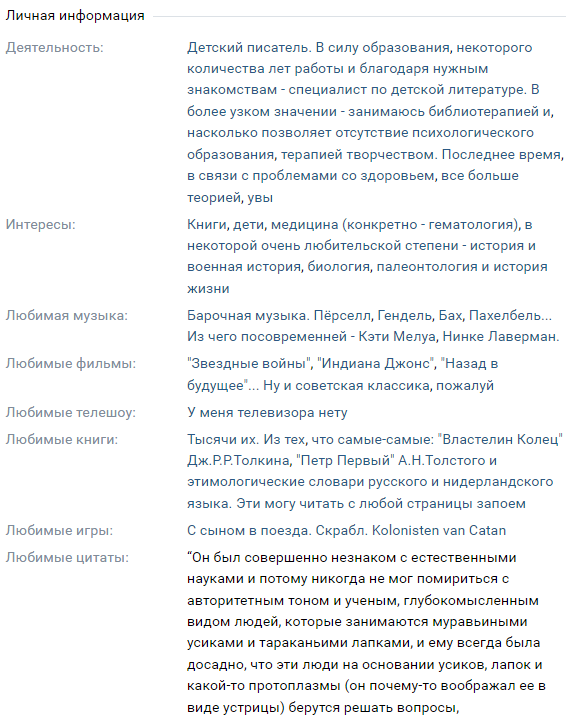 Личная информация
Деятельность: Детский писатель. В силу образования, некоторого
количества лет работы и благодаря нужным
знакомствам - специалист по детской литературе. В
более узком значении - занимаюсь библиотерапией и,
насколько позволяет отсутствие психологического
образования, терапией творчеством. Последнее время,
в связи с проблемами со здоровьем, все больше
теорией, увы
Интересы: Книги, дети, медицина (конкретно - гематология), в
некоторой очень любительской степени - история и
военная история, биология, палеонтология и история
жизни
Любимая музыка: Барочная музыка. Пёрселл, Гендель, Бах, Пахелбель...
Из чего посовременней - Кэти Мелуа, Нинке Лаверман.
Любимые фильмы: "Звездные войны", "Индиана Джонс", "Назад в
будущее"... Ну и советская классика, пожалуй
Любимые телешоу: У меня телевизора нету
Любимые книги: Тысячи их. Из тех, что самые-самые: "Властелин Колец"
Дж.Р.Р.Толкина, "Петр Первый" А.Н.Толстого и
этимологические словари русского и нидерландского
языка. Эти могу читать с любой страницы запоем
Любимые игры: С сыном в поезда. Скрабл. Kolonisten van Catan
Любимые цитаты: “Он был совершенно незнаком с естественными
науками и потому никогда не мог помириться с
авторитетным тоном и ученым, глубокомысленным
видом людей, которые занимаются муравьиными
усиками и тараканьими лапками, и ему всегда была
досадно, что эти люди на основании усиков, лапок и
какой-то протоплазмы (он почему-то воображал ее в
виде устрицы) берутся решать вопросы,